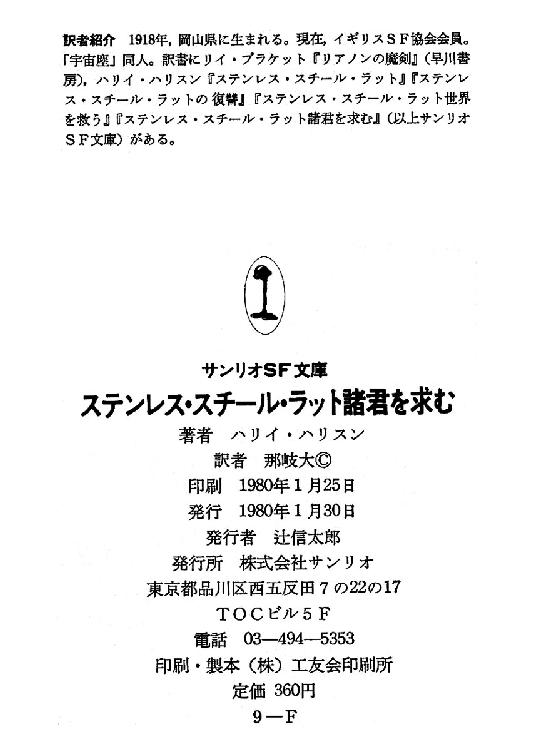 訳者紹介　1918年，岡山県に生まれる。現在，イギリスＳＦ協会会員。
「宇宙座」同人。訳書にリイ・ブラケット『リアノンの魔剣』（早川書
房），ハリイ・ハリスン『ステンレス・スチール・ラット』『ステンレ
ス・スチール・ラットの復讐』『ステンレス・スチール・ラット世界
を救う』『ステンレス・スチール・ラット諸君を求む』（以上サンリオ
ＳＦ文庫）がある。
サンリオSF文庫
ステンレス・スチール・ラット諸君を求む
著者　ハリイ・ハリスン
訳者　那岐大©
印刷　1980年１月25日
発行　1980年１月30日
発行者　辻信太郎
発行所　株式会社サンリオ
東京都品川区西五反田７の22の17
ＴＯＣビル５Ｆ
電話　03―494―5353
印刷・製本（株）工友会印刷所
定価　360円
９―Ｆ